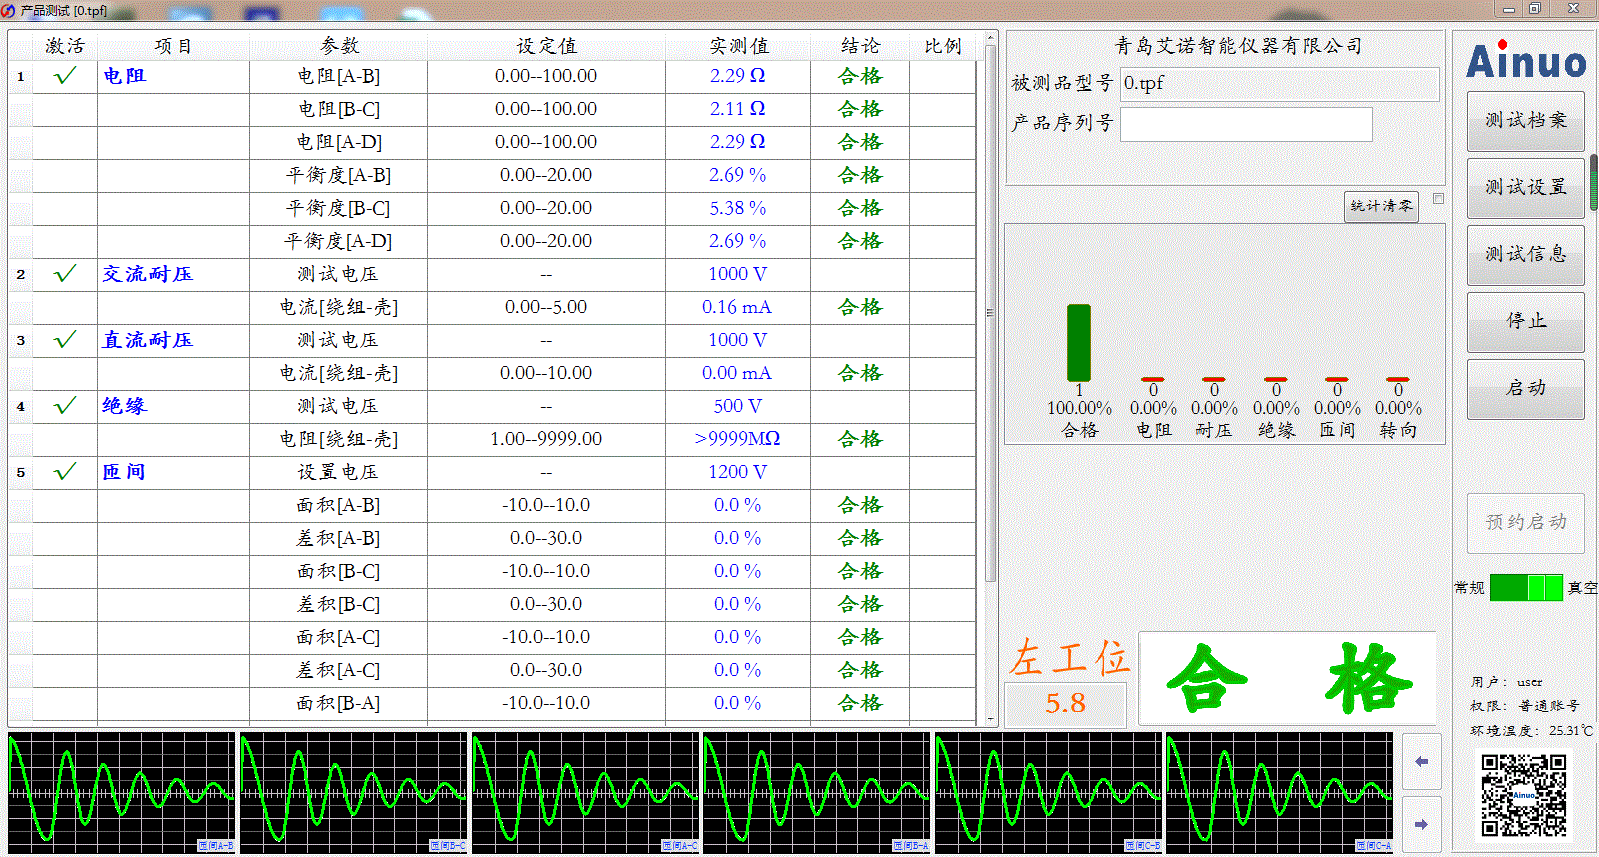 产品测试 [0.tpf]
激活 项目 参数 设定值 实测值 结论 比例
1 √ 电阻 电阻[A-B] 0.00--100.00 2.29 Ω 合格
电阻[B-C] 0.00--100.00 2.11 Ω 合格
电阻[A-D] 0.00--100.00 2.29 Ω 合格
平衡度[A-B] 0.00--20.00 2.69 % 合格
平衡度[B-C] 0.00--20.00 5.38 % 合格
平衡度[A-D] 0.00--20.00 2.69 % 合格
2 √ 交流耐压 测试电压 -- 1000 V
电流[绕组-壳] 0.00--5.00 0.16 mA 合格
3 √ 直流耐压 测试电压 -- 1000 V
电流[绕组-壳] 0.00--10.00 0.00 mA 合格
4 √ 绝缘 测试电压 -- 500 V
电阻[绕组-壳] 1.00--9999.00 >9999MΩ 合格
5 √ 匝间 设置电压 -- 1200 V
面积[A-B] -10.0--10.0 0.0 % 合格
差积[A-B] 0.0--30.0 0.0 % 合格
面积[B-C] -10.0--10.0 0.0 % 合格
差积[B-C] 0.0--30.0 0.0 % 合格
面积[A-C] -10.0--10.0 0.0 % 合格
差积[A-C] 0.0--30.0 0.0 % 合格
面积[B-A] -10.0--10.0 0.0 % 合格
匝间A-B
匝间B-C
匝间A-C
匝间B-A
匝间C-B
匝间C-A
青岛艾诺智能仪器有限公司
被测品型号 0.tpf
产品序列号
统计清零
1 0 0 0 0 0
100.00% 0.00% 0.00% 0.00% 0.00% 0.00%
合格 电阻 耐压 绝缘 匝间 转向
左工位
5.8
合格
Ainuo
测试档案
测试设置
测试信息
停止
启动
预约启动
常规 真空
用户： user
权限： 普通账号
环境温度： 25.31℃
Ainuo